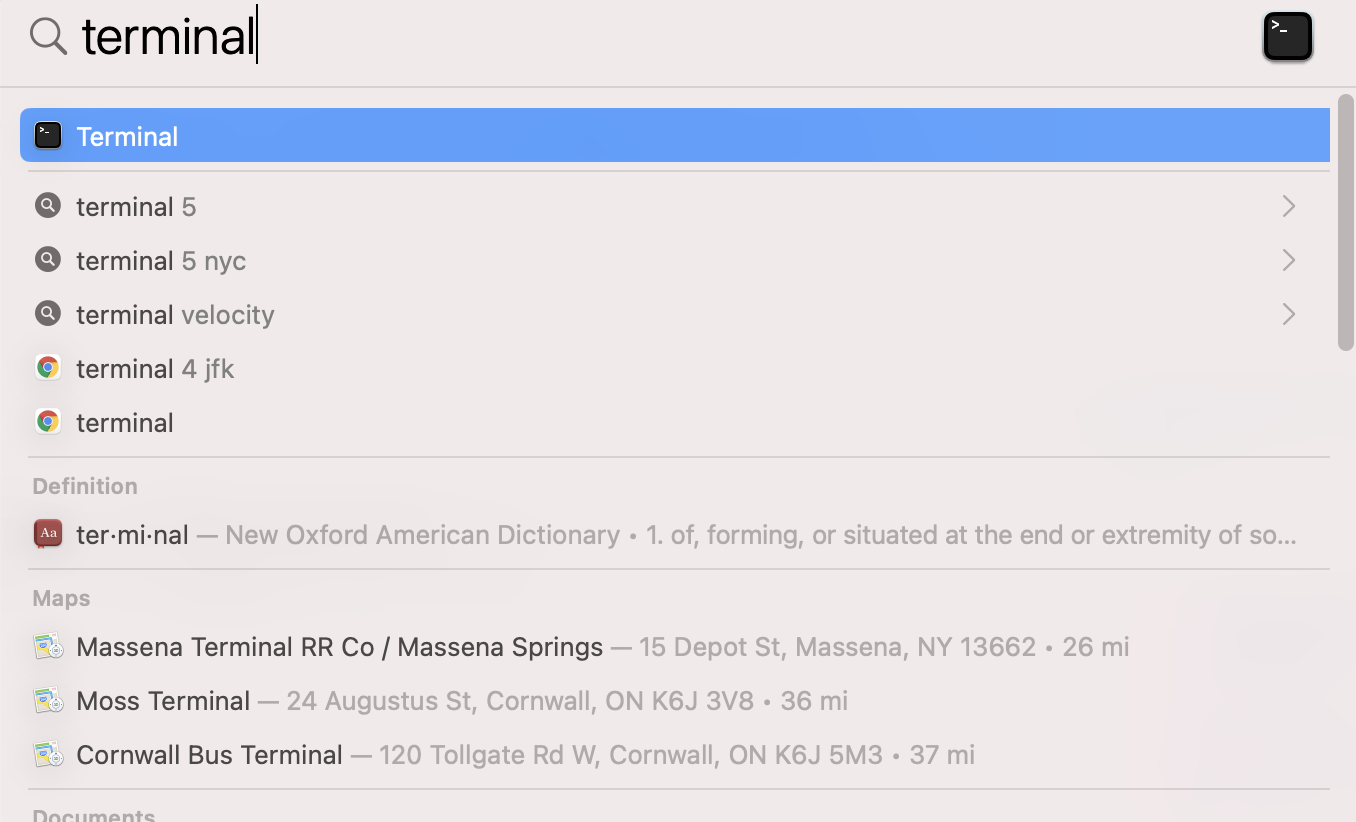 terminal
Terminal
terminal 5
terminal 5 nyc
terminal velocity
terminal 4 jfk
terminal
Definition
ter·mi·nal — New Oxford American Dictionary • 1. of, forming, or situated at the end or extremity of so...
Maps
Massena Terminal RR Co / Massena Springs — 15 Depot St, Massena, NY 13662 • 26 mi
Moss Terminal — 24 Augustus St, Cornwall, ON K6J 3V8 • 36 mi
Cornwall Bus Terminal — 120 Tollgate Rd W, Cornwall, ON K6J 5M3 • 37 mi
Documents